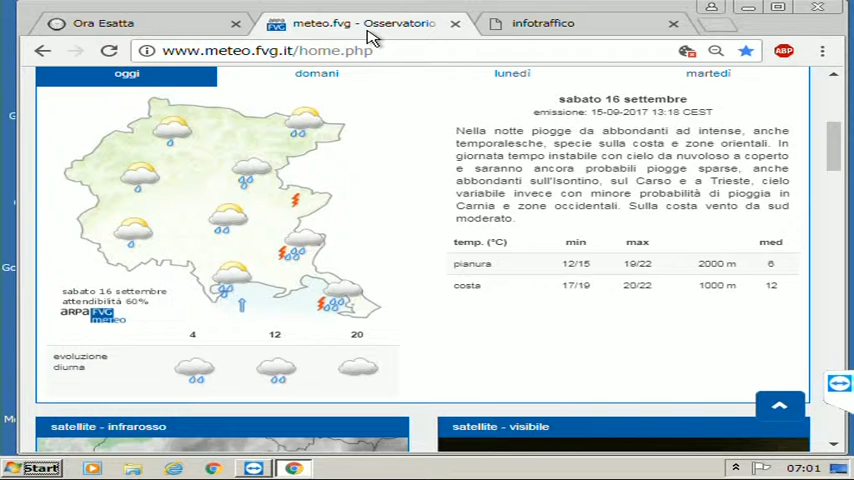 Ora Esatta
meteo.fvg - Osservatorio
infotraffico
www.meteo.fvg.it/home.php
ABP
oggi
domani
lunedì
martedì
sabato 16 settembre
emissione: 15-09-2017 13:18 CEST
Nella notte piogge da abbondanti ad intense, anche
temporalesche, specie sulla costa e zone orientali. In
giornata tempo instabile con cielo da nuvoloso a coperto
e saranno ancora probabili piogge sparse, anche
abbondanti sull'Isontino, sul Carso e a Trieste, cielo
variabile invece con minore probabilità di pioggia in
Carnia e zone occidentali. Sulla costa vento da sud
moderato.
temp. (°C) min max med
pianura 12/15 19/22 2000 m 6
costa 17/19 20/22 1000 m 12
sabato 16 settembre
attendibilità 60%
ARPA FVG
meteo
4 12 20
evoluzione
diurna
satellite - infrarosso
satellite - visibile
Start
07:01